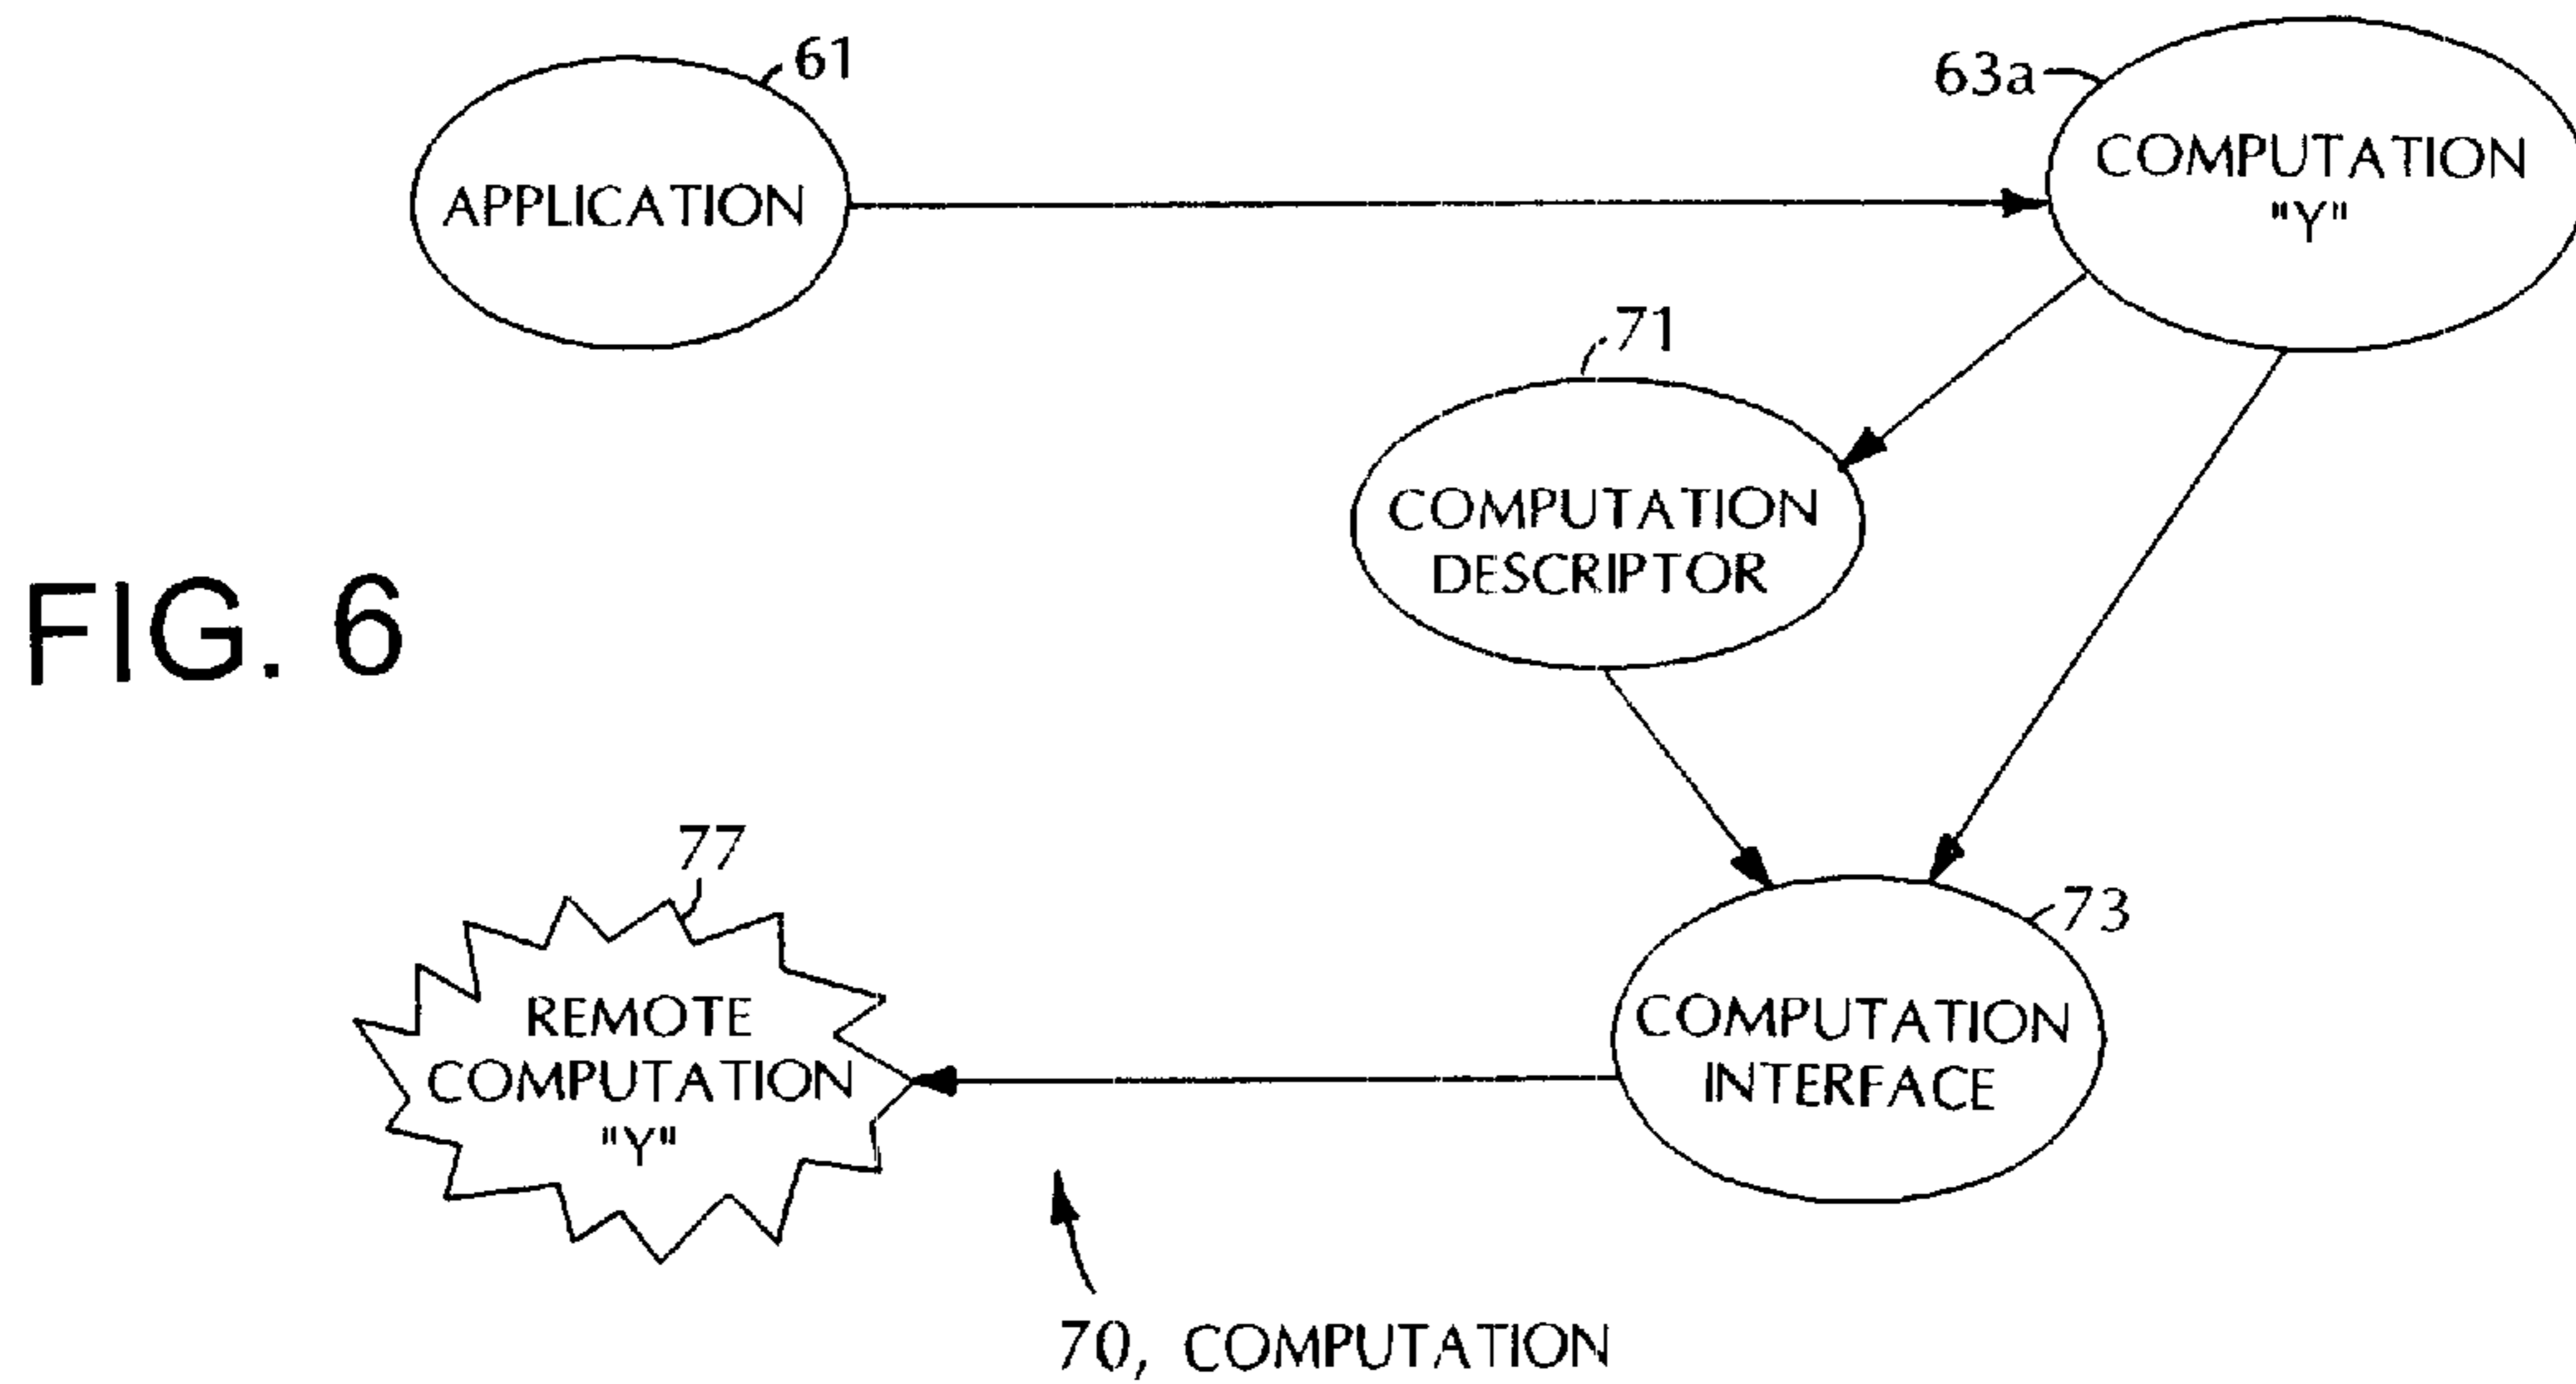 61
APPLICATION
63a
COMPUTATION
"Y"
71
COMPUTATION
DESCRIPTOR
FIG. 6
77
REMOTE
COMPUTATION
"Y"
73
COMPUTATION
INTERFACE
70, COMPUTATION